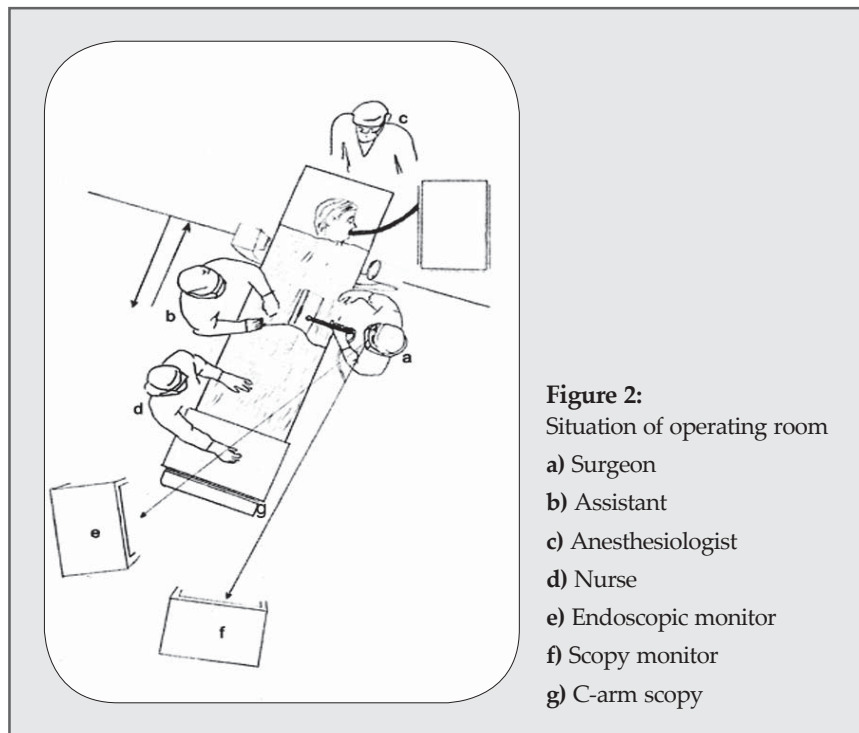 c
b
a
d
g
e
f
Figure 2:
Situation of operating room
a) Surgeon
b) Assistant
c) Anesthesiologist
d) Nurse
e) Endoscopic monitor
f) Scopy monitor
g) C-arm scopy